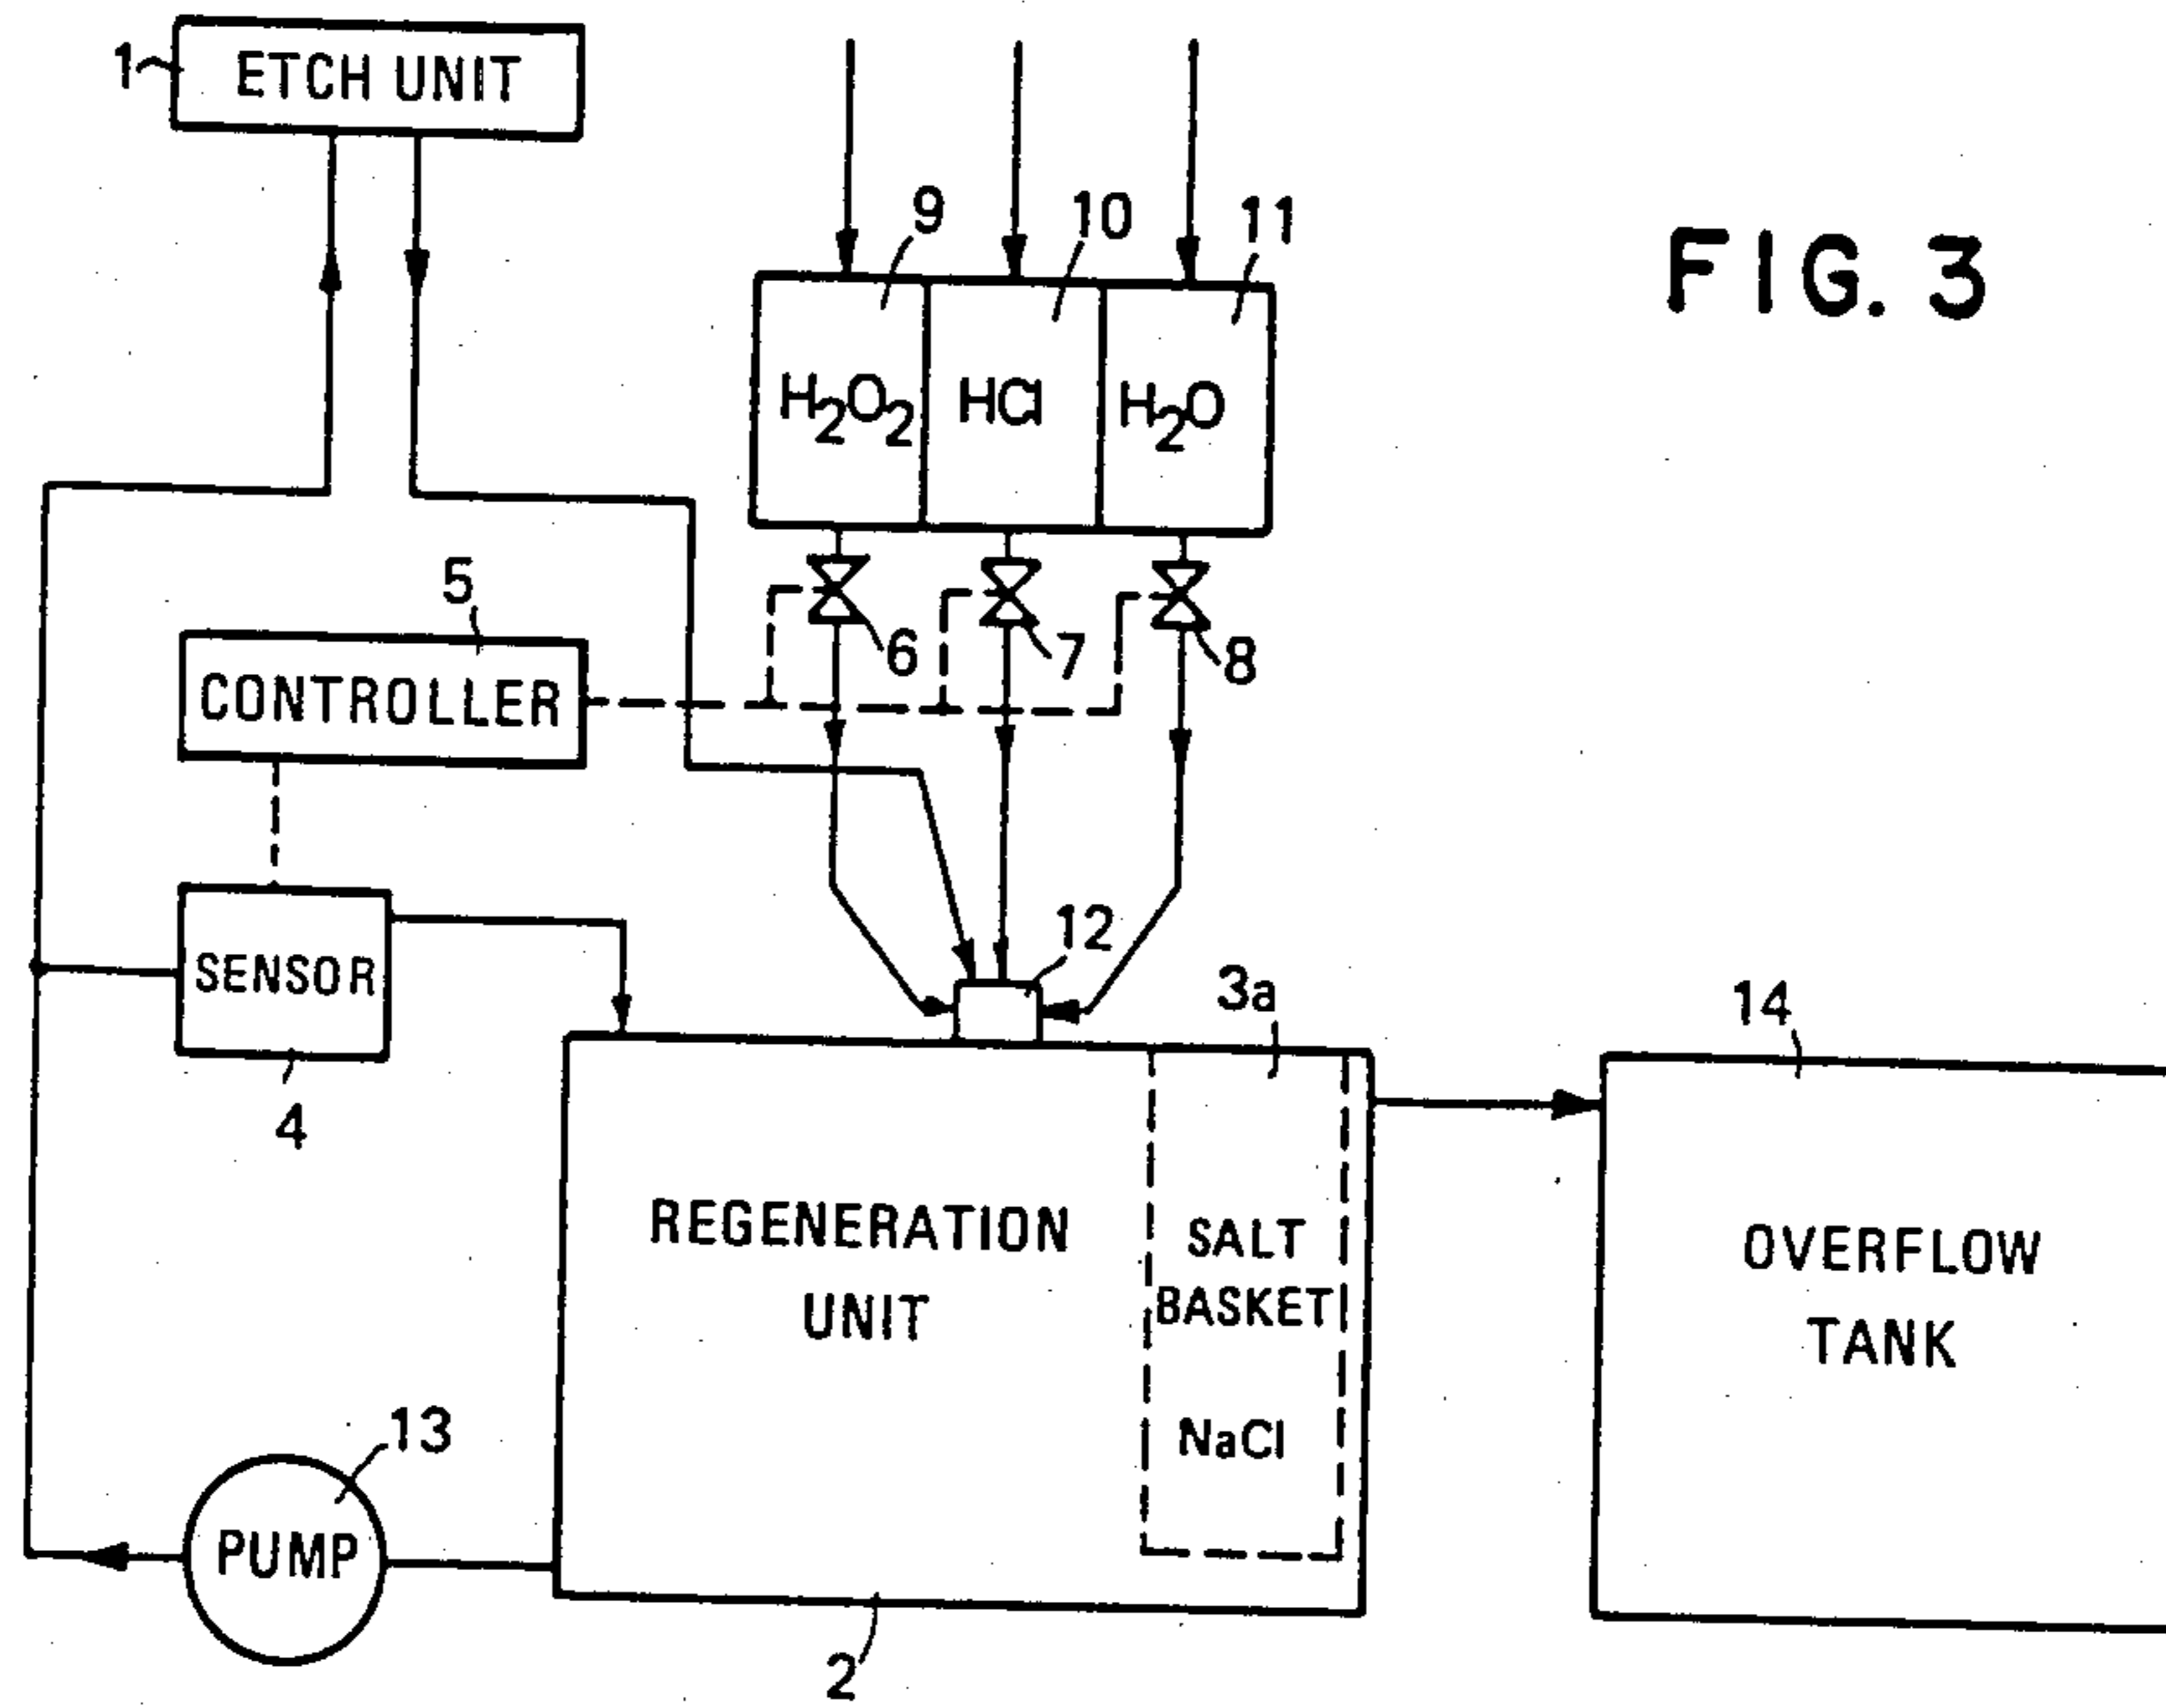 1
ETCH UNIT
FIG. 3
9
10
11
H2O2
HCl
H2O
5
6
7
8
CONTROLLER
12
SENSOR
3a
14
4
REGENERATION
UNIT
SALT
BASKET
NaCl
OVERFLOW
TANK
13
PUMP
2